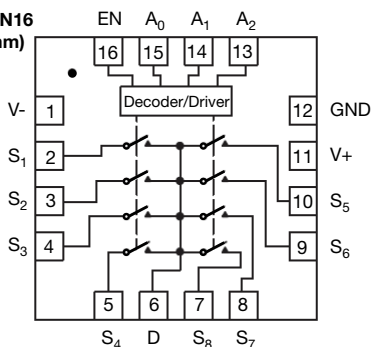 N16
m)
EN A0 A1 A2
16 15 14 13
Decoder/Driver
V- 1 12 GND
S1 2 11 V+
S2 3 10 S5
S3 4 9 S6
5 6 7 8
S4 D S8 S7